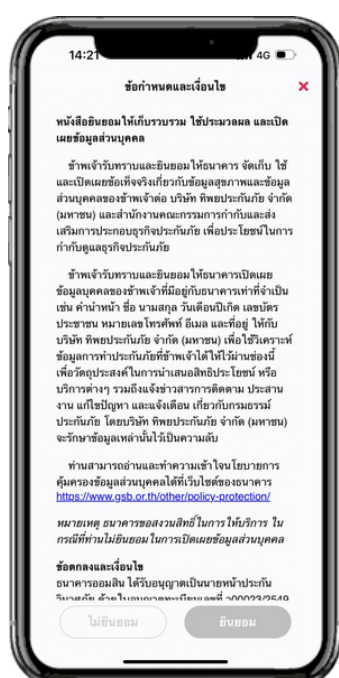 14:21
4G
ข้อกำหนดและเงื่อนไข
×
หนังสือยินยอมให้เก็บรวบรวม ใช้ประมวลผล และเปิด
เผยข้อมูลส่วนบุคคล
ข้าพเจ้ารับทราบและยินยอมให้ธนาคาร จัดเก็บ ใช้
และเปิดเผยข้อเท็จจริงเกี่ยวกับข้อมูลสุขภาพและข้อมูล
ส่วนบุคคลของข้าพเจ้าต่อ บริษัท ทิพยประกันภัย จำกัด
(มหาชน) และสำนักงานคณะกรรมการกำกับและส่ง
เสริมการประกอบธุรกิจประกันภัย เพื่อประโยชน์ในการ
กำกับดูแลธุรกิจประกันภัย
ข้าพเจ้ารับทราบและยินยอมให้ธนาคารเปิดเผย
ข้อมูลบุคคลของข้าพเจ้าที่มีอยู่กับธนาคารเท่าที่จำเป็น
เช่น คำนำหน้า ชื่อ นามสกุล วันเดือนปีเกิด เลขบัตร
ประชาชน หมายเลขโทรศัพท์ อีเมล และที่อยู่ ให้กับ
บริษัท ทิพยประกันภัย จำกัด (มหาชน) เพื่อใช้วิเคราะห์
ข้อมูลการทำประกันภัยที่ข้าพเจ้าได้ให้ไว้ผ่านช่องนี้
เพื่อวัตถุประสงค์ในการนำเสนอสิทธิประโยชน์ หรือ
บริการต่างๆ รวมถึงแจ้งข่าวสารการติดตาม ประสาน
งาน แก้ไขปัญหา และแจ้งเตือน เกี่ยวกับกรมธรรม์
ประกันภัย โดยบริษัท ทิพยประกันภัย จำกัด (มหาชน)
จะรักษาข้อมูลเหล่านั้นไว้เป็นความลับ
ท่านสามารถอ่านและทำความเข้าใจนโยบายการ
คุ้มครองข้อมูลส่วนบุคคลได้ที่เว็บไซต์ของธนาคาร
https://www.gsb.or.th/other/policy-protection/
หมายเหตุ ธนาคารขอสงวนสิทธิ์ในการให้บริการ ใน
กรณีที่ท่านไม่ยินยอมในการเปิดเผยข้อมูลส่วนบุคคล
ข้อตกลงและเงื่อนไข
ธนาคารออมสิน ได้รับอนุญาตเป็นนายหน้าประกัน
ไม่ยินยอม
ยินยอม